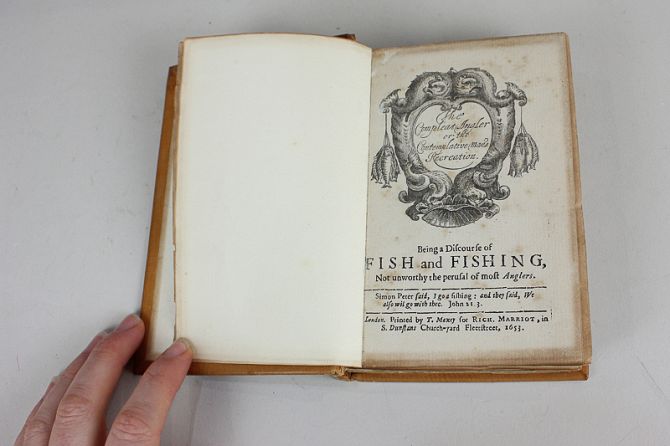 The
Compleat Angler
or the
Contemplative Man's
Recreation.
Being a Discourse of
FISH and FISHING,
Not unworthy the perusal of most Anglers.
Simon Peter said, I go a fishing: and they said, We
also wil go with thee. John 21.3.
London, Printed by T. Maxey for RICH. MARRIOT, in
S. Dunstans Church-yard Fleetstreet, 1653.